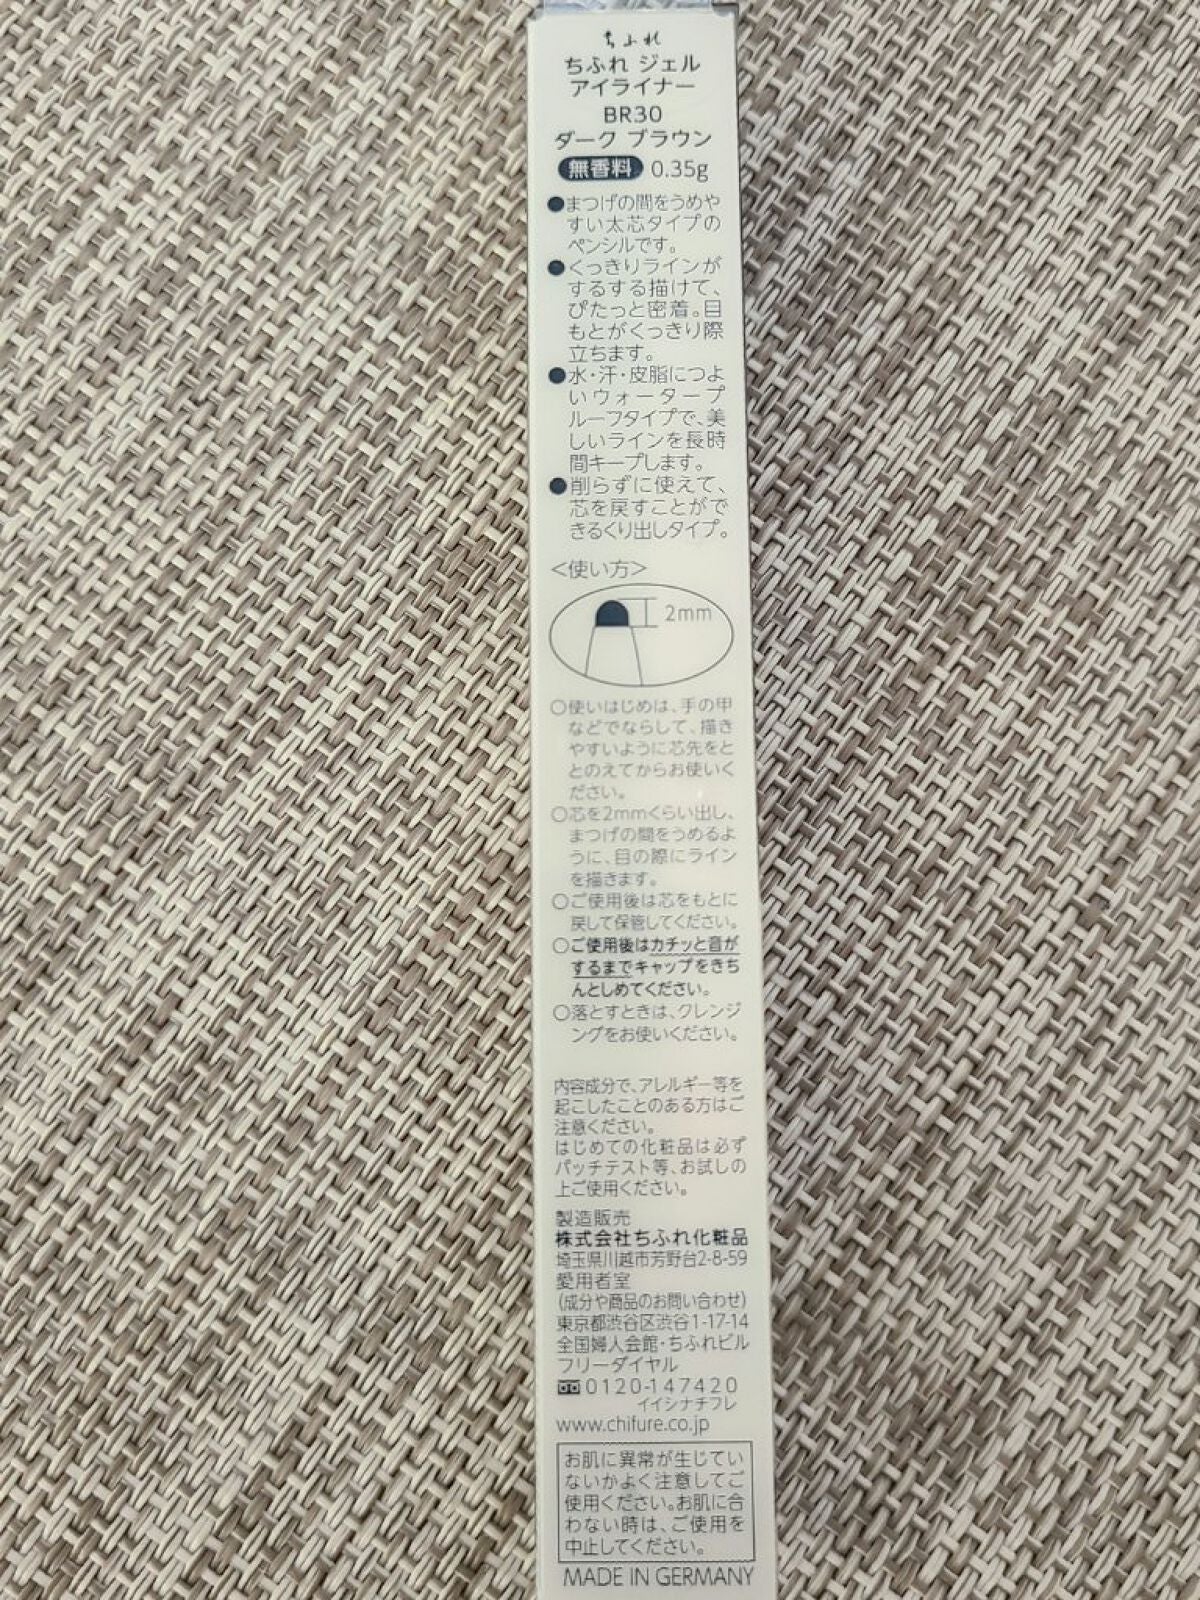 ちふれ
ちふれ ジェル
アイライナー
BR30
ダーク ブラウン
無香料 0.35g
●まつげの間をうめや
すい太芯タイプの
ペンシルです。
●くっきりラインが
するする描けて、
ぴたっと密着。目
もとがくっきり際
立ちます。
●水・汗・皮脂につよ
いウォータープ
ルーフタイプで、美
しいラインを長時
間キープします。
●削らずに使えて、
芯を戻すことがで
きるくり出しタイプ。
＜使い方＞
2mm
○使いはじめは、手の甲
などでならして、描き
やすいように芯先をと
とのえてからお使いく
ださい。
○芯を2mmくらい出し、
まつげの間をうめるよ
うに、目の際にライン
を描きます。
○ご使用後は芯をもとに
戻して保管してください。
○ご使用後はカチッと音が
するまでキャップをきち
んとしめてください。
○落とすときは、クレンジ
ングをお使いください。
内容成分で、アレルギー等を
起こしたことのある方はご
注意ください。
はじめての化粧品は必ず
パッチテスト等、お試しの
上ご使用ください。
製造販売
株式会社ちふれ化粧品
埼玉県川越市芳野台2-8-59
愛用者室
(成分や商品のお問い合わせ)
東京都渋谷区渋谷1-17-14
全国婦人会館・ちふれビル
フリーダイヤル
0120-147420
イイシナチフレ
www.chifure.co.jp
お肌に異常が生じてい
ないかよく注意してご
使用ください。お肌に合
わない時は、ご使用を
中止してください。
MADE IN GERMANY